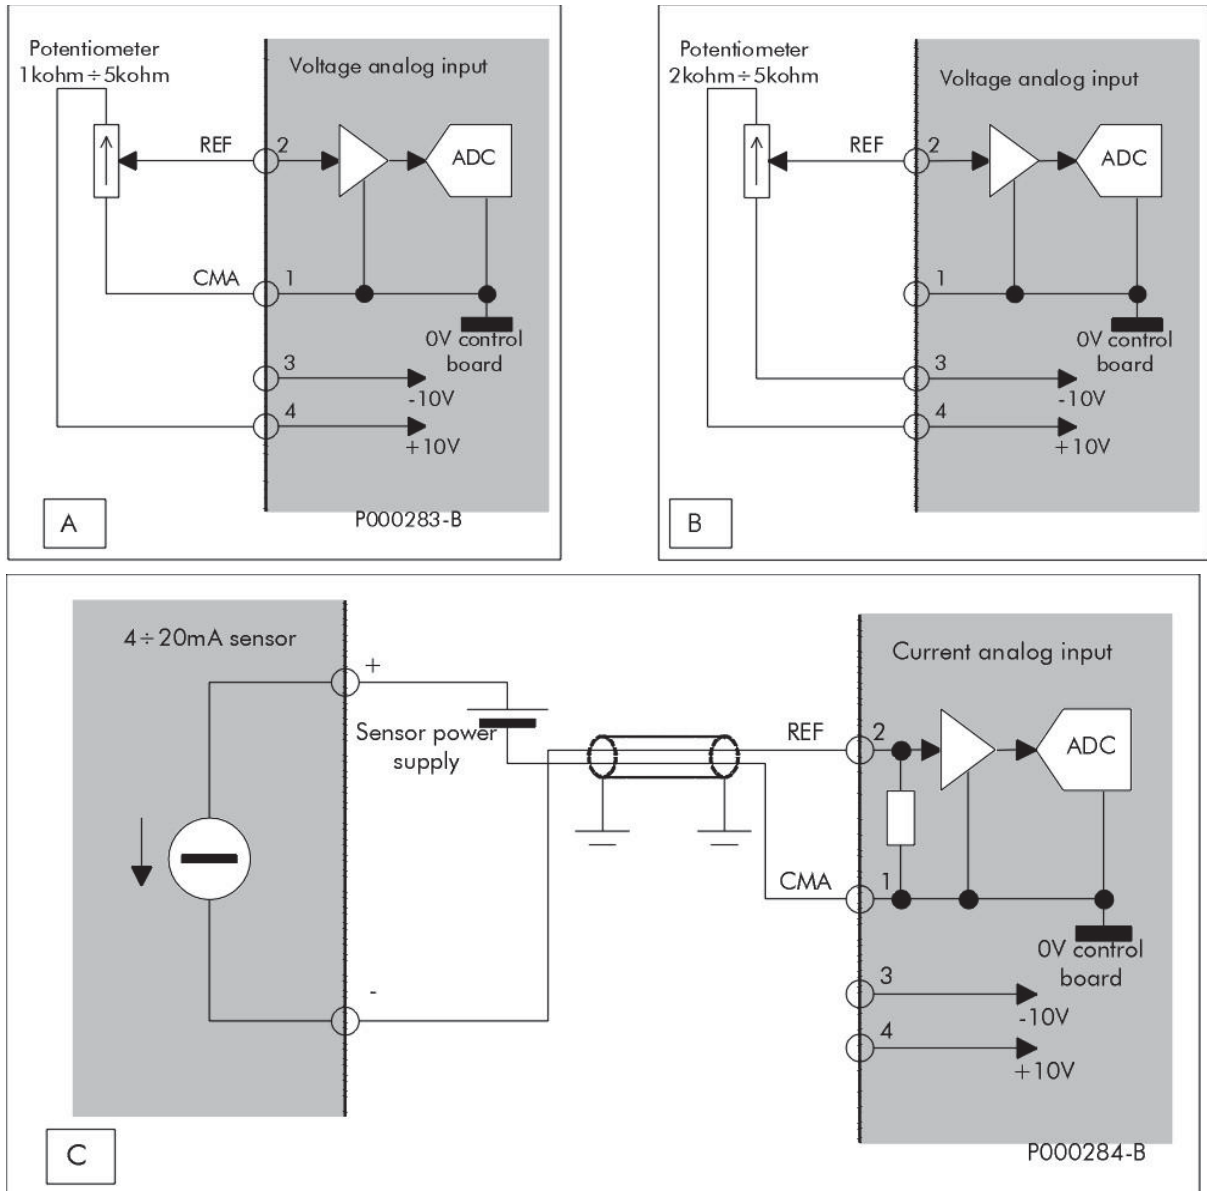 Potentiometer
1kohm÷5kohm
Voltage analog input
REF
2
ADC
CMA
1
0V control
board
3
-10V
4
+10V
A
P000283-B
Potentiometer
2kohm÷5kohm
Voltage analog input
REF
2
ADC
1
0V control
board
3
-10V
4
+10V
B
4÷20mA sensor
+
Sensor power
supply
-
Current analog input
REF
2
ADC
CMA
1
0V control
board
3
-10V
4
+10V
C
P000284-B